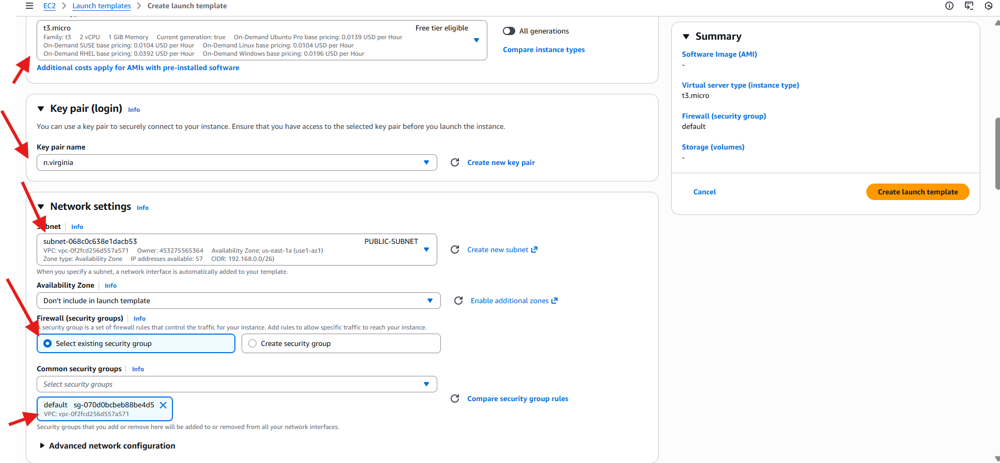 EC2 > Launch templates > Create launch template
t3.micro Free tier eligible
Family: t3 2 vCPU 1 GiB Memory Current generation: true On-Demand Ubuntu Pro base pricing: 0.0139 USD per Hour
On-Demand SUSE base pricing: 0.0104 USD per Hour On-Demand Linux base pricing: 0.0104 USD per Hour
On-Demand RHEL base pricing: 0.0392 USD per Hour On-Demand Windows base pricing: 0.0196 USD per Hour
All generations
Compare instance types
Additional costs apply for AMIs with pre-installed software
Key pair (login) Info
You can use a key pair to securely connect to your instance. Ensure that you have access to the selected key pair before you launch the instance.
Key pair name
n.virginia
Create new key pair
Network settings Info
Subnet Info
subnet-068c0c638e1dacb53 PUBLIC-SUBNET
VPC: vpc-0f2fcd256d557a571 Owner: 453275565364 Availability Zone: us-east-1a (use1-az1)
Zone type: Availability Zone IP addresses available: 57 CIDR: 192.168.0.0/26)
Create new subnet
When you specify a subnet, a network interface is automatically added to your template.
Availability Zone Info
Don't include in launch template
Enable additional zones
Firewall (security groups) Info
A security group is a set of firewall rules that control the traffic for your instance. Add rules to allow specific traffic to reach your instance.
Select existing security group
Create security group
Common security groups Info
Select security groups
default sg-070d0bcbeb88be4d5
VPC: vpc-0f2fcd256d557a571
Compare security group rules
Security groups that you add or remove here will be added to or removed from all your network interfaces.
Advanced network configuration
Summary
Software Image (AMI)
-
Virtual server type (instance type)
t3.micro
Firewall (security group)
default
Storage (volumes)
-
Cancel
Create launch template